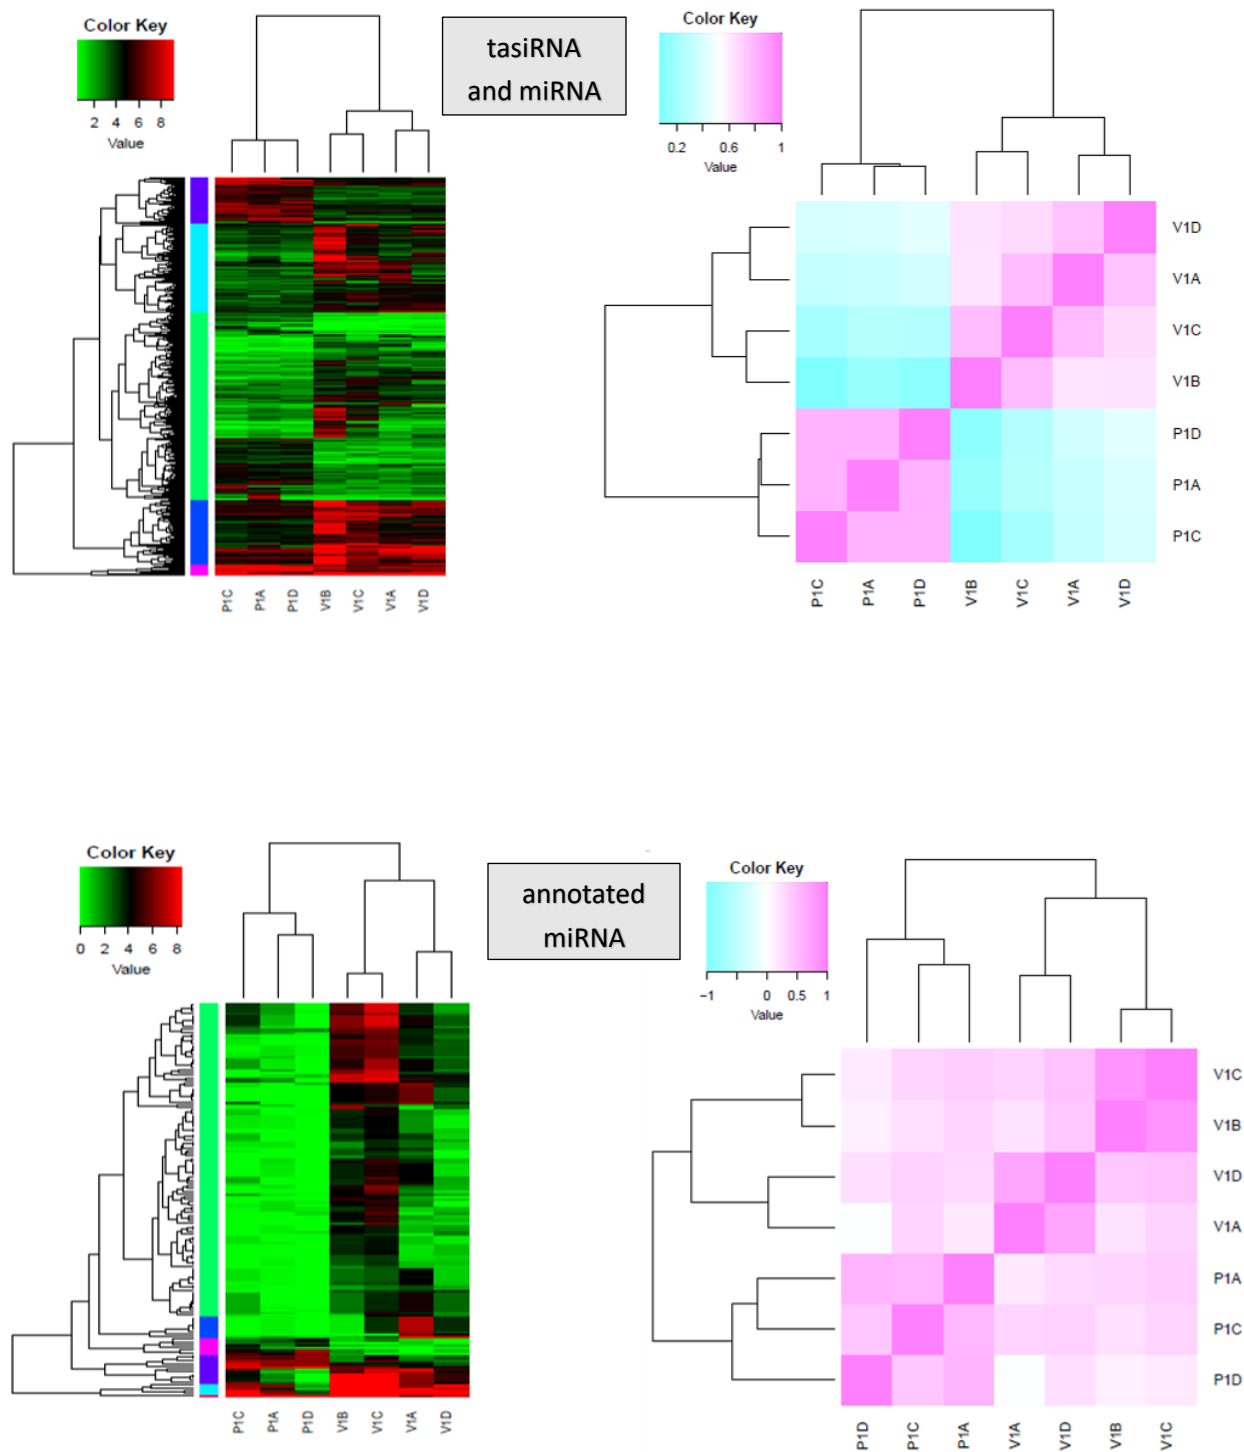 Color Key
2 4 6 8
Value
tasiRNA
and miRNA
Color Key
0.2 0.6 1
Value
V1D
V1A
V1C
V1B
P1D
P1A
P1C
P1C P1A P1D V1B V1C V1A V1D
P1C P1A P1D V1B V1C V1A V1D
Color Key
0 2 4 6 8
Value
annotated
miRNA
Color Key
−1 0 0.5 1
Value
V1C
V1B
V1D
V1A
P1A
P1C
P1D
P1C P1A P1D V1B V1C V1A V1D
P1D P1C P1A V1A V1D V1B V1C